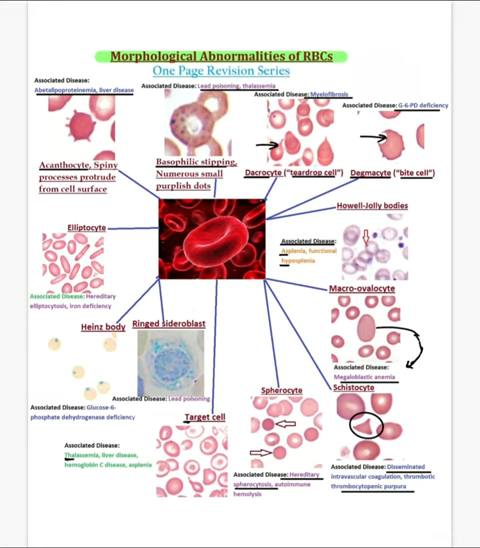 Morphological Abnormalities of RBCs
One Page Revision Series
Associated Disease:
Abetalipoproteinemia, liver disease
Associated Disease: Lead poisoning, thalassemia
Associated Disease: Myelofibrosis
Associated Disease: G-6-PD deficiency
Acanthocyte, Spiny
processes protrude
from cell surface
Basophilic stipping,
Numerous small
purplish dots
Dacrocyte ("teardrop cell")
Degmacyte ("bite cell")
Howell-Jolly bodies
Elliptocyte
Associated Disease:
Asplenia, functional
hyposplenia
Macro-ovalocyte
Associated Disease: Hereditary
elliptocytosis, iron deficiency
Heinz body
Ringed sideroblast
Associated Disease:
Megaloblastic anemia
Associated Disease: Lead poisoning
Spherocyte
Schistocyte
Associated Disease: Glucose-6-
phosphate dehydrogenase deficiency
Target cell
Associated Disease:
Thalassemia, liver disease,
hemoglobin C disease, asplenia
Associated Disease: Hereditary
spherocytosis, autoimmune
hemolysis
Associated Disease: Disseminated
intravascular coagulation, thrombotic
thrombocytopenic purpura